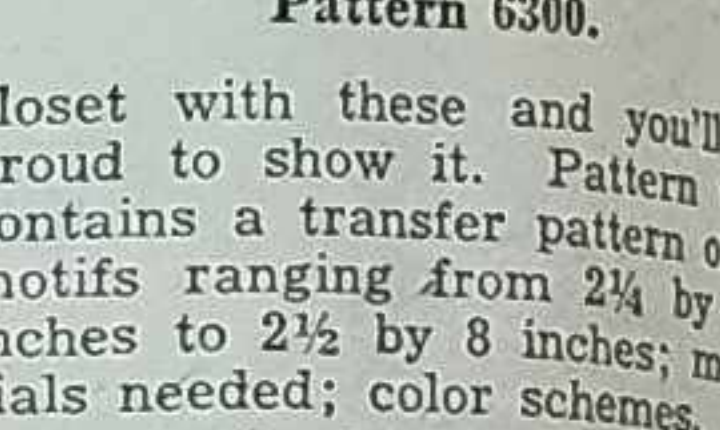 Pattern 6300.
loset with these and you'll
roud to show it. Pattern
ontains a transfer pattern o
notifs ranging from 2¼ by
nches to 2½ by 8 inches; m
ials needed; color schemes.